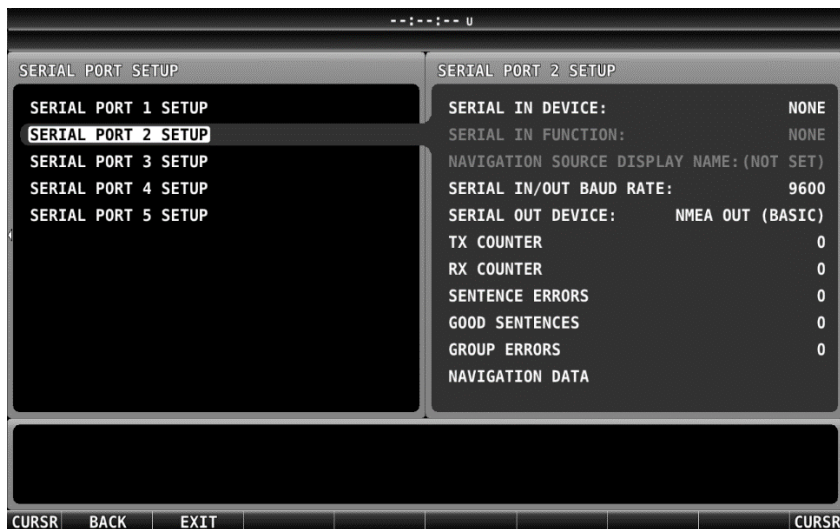 --:--:-- U
SERIAL PORT SETUP
SERIAL PORT 1 SETUP
SERIAL PORT 2 SETUP
SERIAL PORT 3 SETUP
SERIAL PORT 4 SETUP
SERIAL PORT 5 SETUP
SERIAL PORT 2 SETUP
SERIAL IN DEVICE: NONE
SERIAL IN FUNCTION: NONE
NAVIGATION SOURCE DISPLAY NAME:(NOT SET)
SERIAL IN/OUT BAUD RATE: 9600
SERIAL OUT DEVICE: NMEA OUT (BASIC)
TX COUNTER 0
RX COUNTER 0
SENTENCE ERRORS 0
GOOD SENTENCES 0
GROUP ERRORS 0
NAVIGATION DATA
CURSR BACK EXIT CURSR